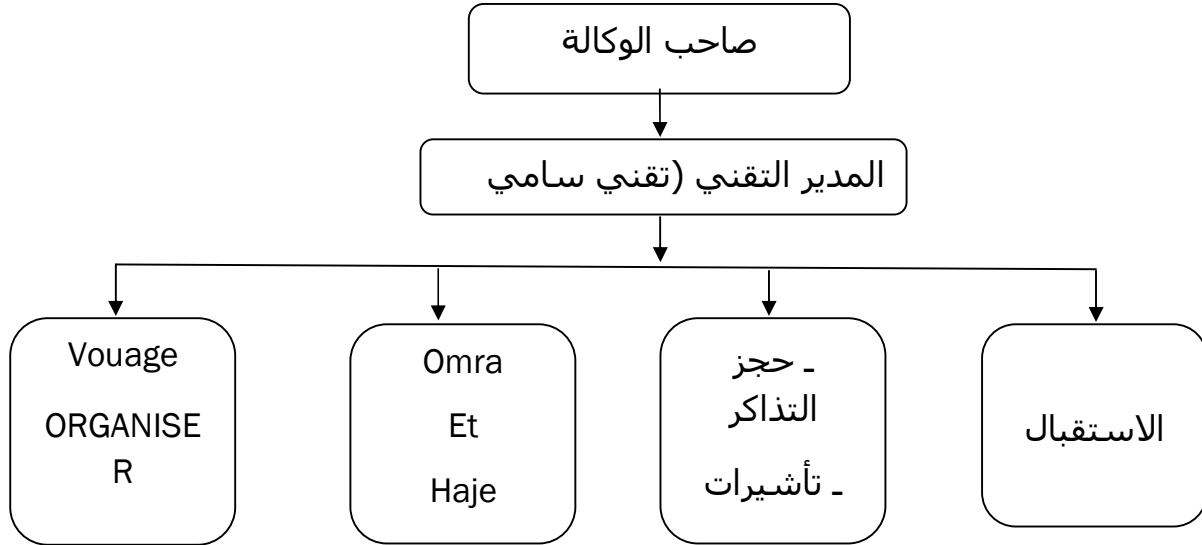 صاحب الوكالة
المدير التقني (تقني سامي
Vouage
ORGANISE
R
Omra
Et
Haje
ـ حجز
التذاكر
ـ تأشيرات
الاستقبال